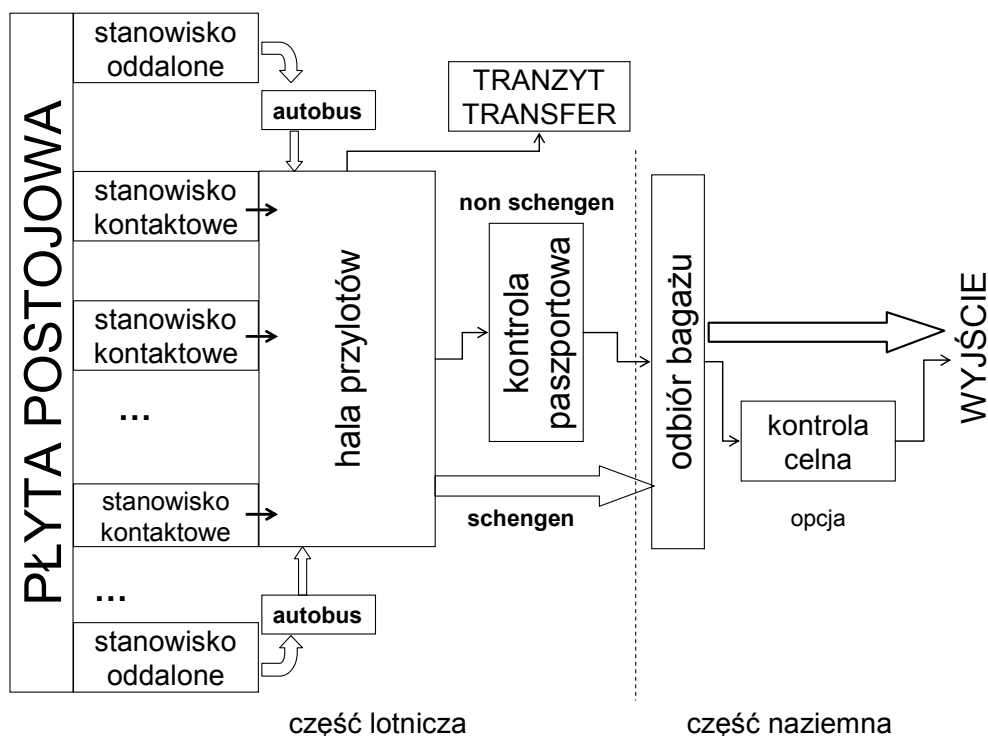 PŁYTA POSTOJOWA
stanowisko
oddalone
autobus
TRANZYT
TRANSFER
stanowisko
kontaktowe
stanowisko
kontaktowe
...
stanowisko
kontaktowe
...
autobus
stanowisko
oddalone
hala przylotów
non schengen
kontrola
paszportowa
schengen
odbiór bagażu
kontrola
celna
opcja
WYJŚCIE
część lotnicza
część naziemna